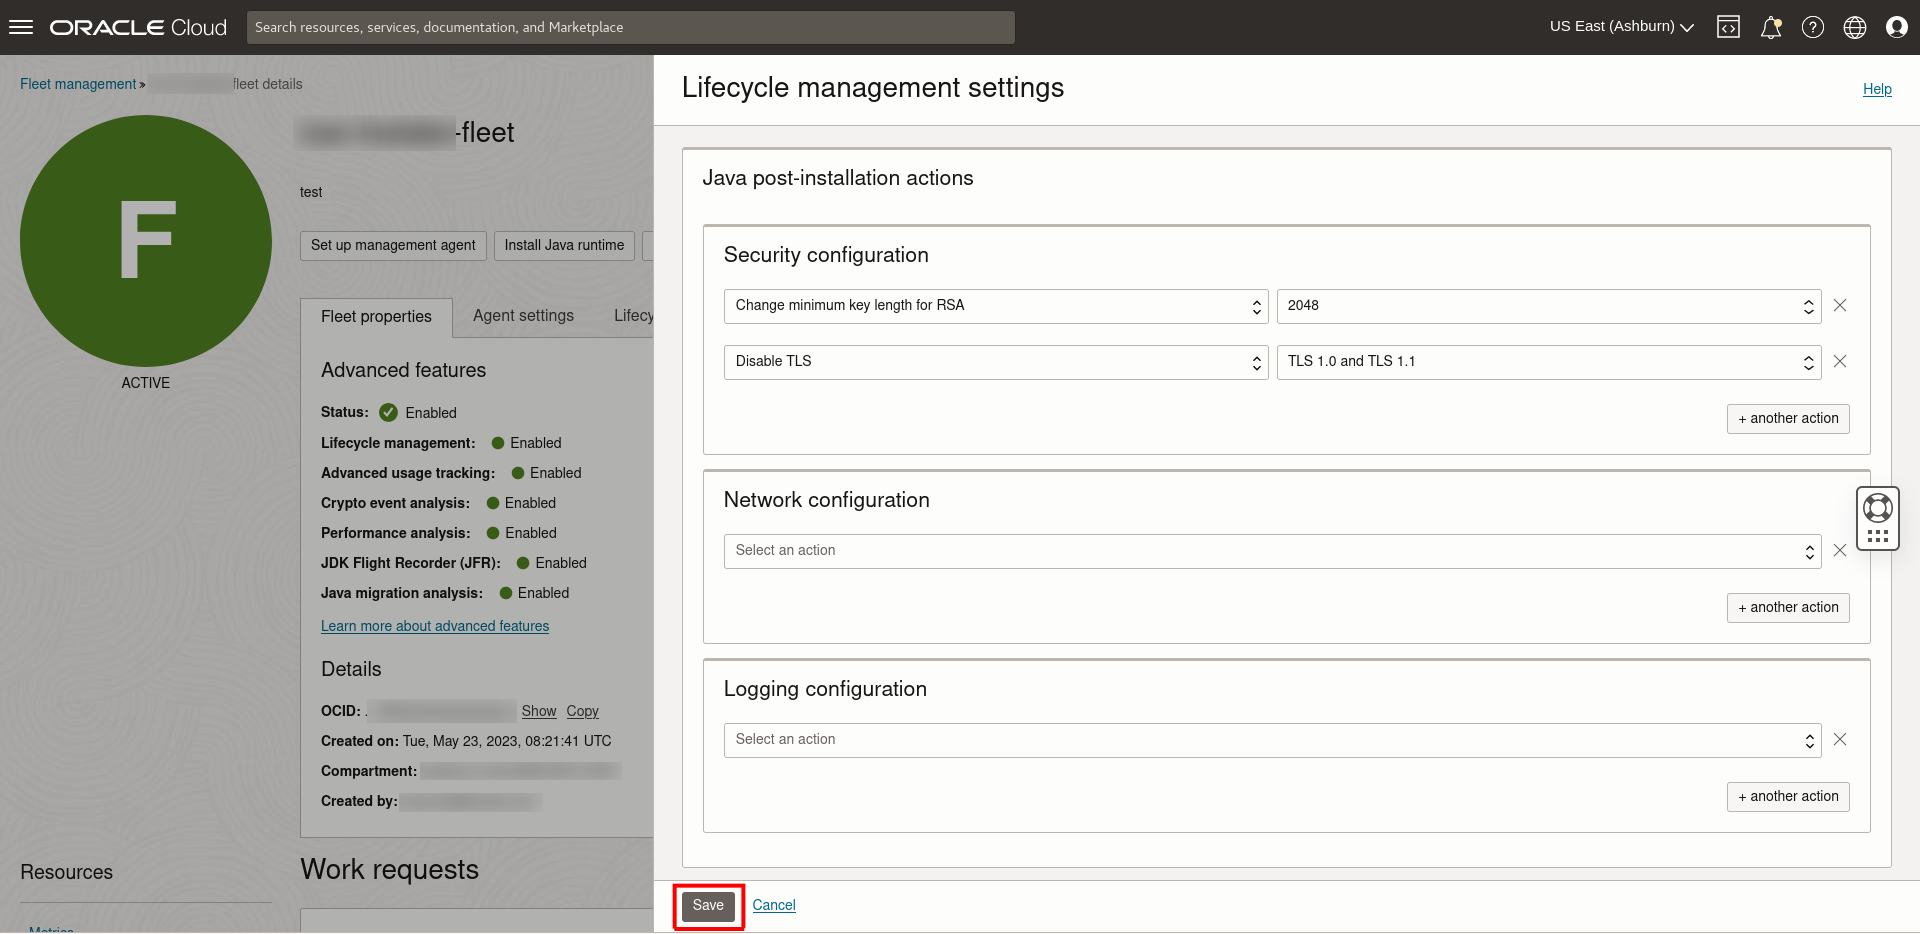 ORACLE Cloud
Search resources, services, documentation, and Marketplace
US East (Ashburn)
Fleet management » fleet details
F
ACTIVE
-fleet
test
Set up management agent
Install Java runtime
Fleet properties
Agent settings
Lifecy
Advanced features
Status: Enabled
Lifecycle management: Enabled
Advanced usage tracking: Enabled
Crypto event analysis: Enabled
Performance analysis: Enabled
JDK Flight Recorder (JFR): Enabled
Java migration analysis: Enabled
Learn more about advanced features
Details
OCID: . Show Copy
Created on: Tue, May 23, 2023, 08:21:41 UTC
Compartment:
Created by:
Resources
Metrics
Work requests
Lifecycle management settings
Help
Java post-installation actions
Security configuration
Change minimum key length for RSA
2048
Disable TLS
TLS 1.0 and TLS 1.1
+ another action
Network configuration
Select an action
+ another action
Logging configuration
Select an action
+ another action
Save
Cancel